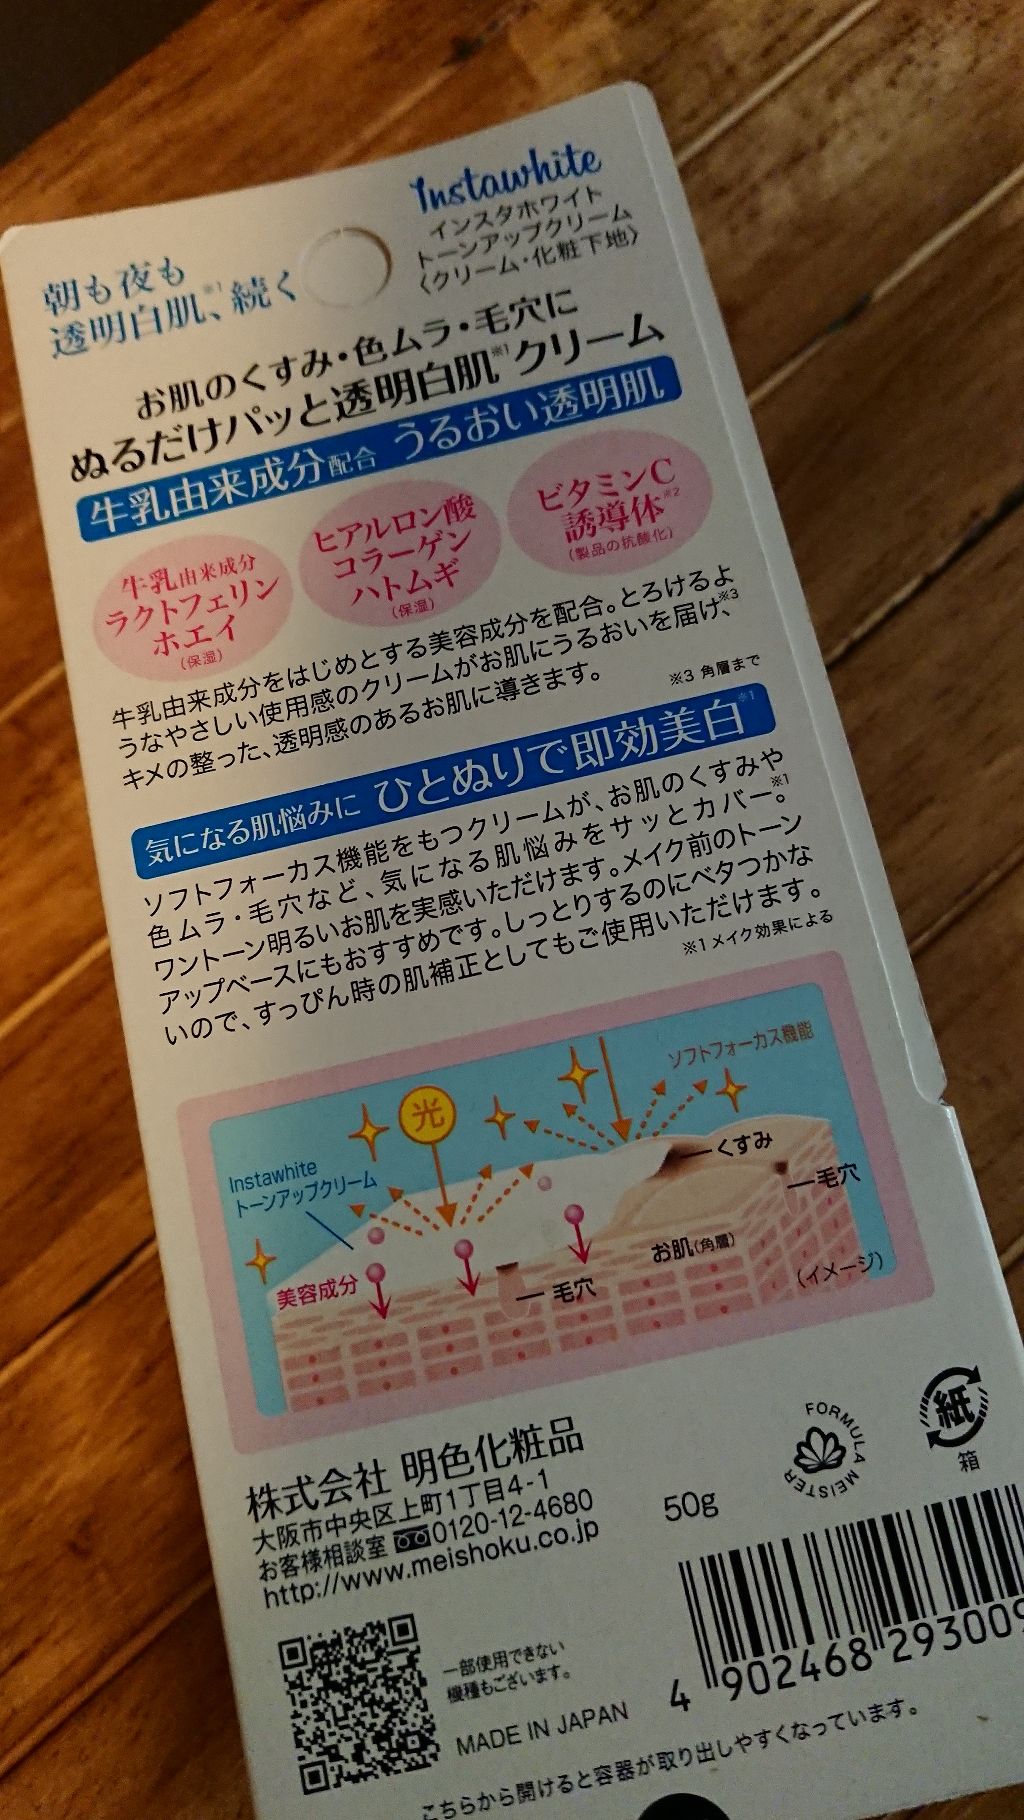 Instawhite
インスタホワイト
トーンアップクリーム
〈クリーム・化粧下地〉
朝も夜も
透明白肌※1、続く
お肌のくすみ・色ムラ・毛穴に
ぬるだけパッと透明白肌※1クリーム
牛乳由来成分配合 うるおい透明肌
牛乳由来成分
ラクトフェリン
ホエイ
(保湿)
ヒアルロン酸
コラーゲン
ハトムギ
(保湿)
ビタミンC
誘導体※2
(製品の抗酸化)
牛乳由来成分をはじめとする美容成分を配合。とろけるよ
うなやさしい使用感のクリームがお肌にうるおいを届け※3、
キメの整った、透明感のあるお肌に導きます。
※3 角層まで
気になる肌悩みに ひとぬりで即効美白※1
ソフトフォーカス機能をもつクリームが、お肌のくすみや
色ムラ・毛穴など、気になる肌悩みをサッとカバー※1。
ワントーン明るいお肌を実感いただけます。メイク前のトーン
アップベースにもおすすめです。しっとりするのにベタつかな
いので、すっぴん時の肌補正としてもご使用いただけます。
※1 メイク効果による
ソフトフォーカス機能
光
くすみ
Instawhite
トーンアップクリーム
毛穴
お肌(角層)
美容成分
毛穴
(イメージ)
株式会社 明色化粧品
大阪市中央区上町1丁目4-1
お客様相談室 0120-12-4680
http://www.meishoku.co.jp
50g
FORMULA MEISTER
紙
箱
一部使用できない
機種もございます。
MADE IN JAPAN
4 902468 293009
こちらから開けると容器が取り出しやすくなっています。